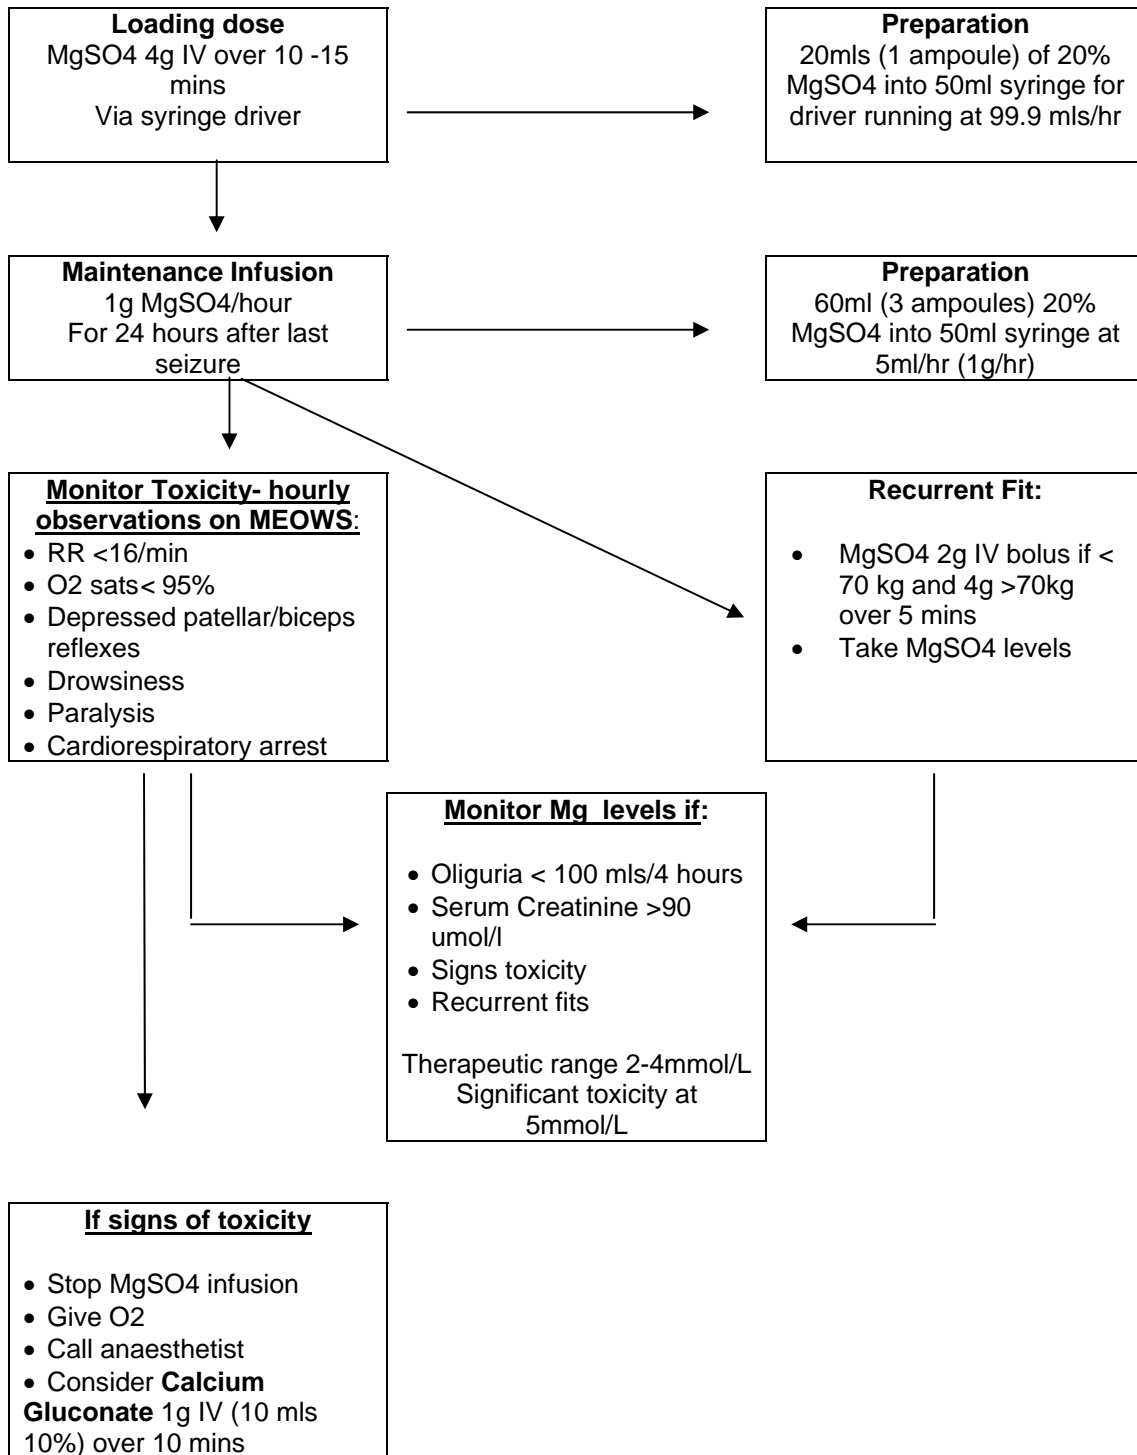 Loading dose
MgSO4 4g IV over 10 -15
mins
Via syringe driver
Preparation
20mls (1 ampoule) of 20%
MgSO4 into 50ml syringe for
driver running at 99.9 mls/hr
Maintenance Infusion
1g MgSO4/hour
For 24 hours after last
seizure
Preparation
60ml (3 ampoules) 20%
MgSO4 into 50ml syringe at
5ml/hr (1g/hr)
Monitor Toxicity- hourly
observations on MEOWS:
• RR <16/min
• O2 sats< 95%
• Depressed patellar/biceps
reflexes
• Drowsiness
• Paralysis
• Cardiorespiratory arrest
Recurrent Fit:
• MgSO4 2g IV bolus if <
70 kg and 4g >70kg
over 5 mins
• Take MgSO4 levels
Monitor Mg levels if:
• Oliguria < 100 mls/4 hours
• Serum Creatinine >90
umol/l
• Signs toxicity
• Recurrent fits
Therapeutic range 2-4mmol/L
Significant toxicity at
5mmol/L
If signs of toxicity
• Stop MgSO4 infusion
• Give O2
• Call anaesthetist
• Consider Calcium
Gluconate 1g IV (10 mls
10%) over 10 mins